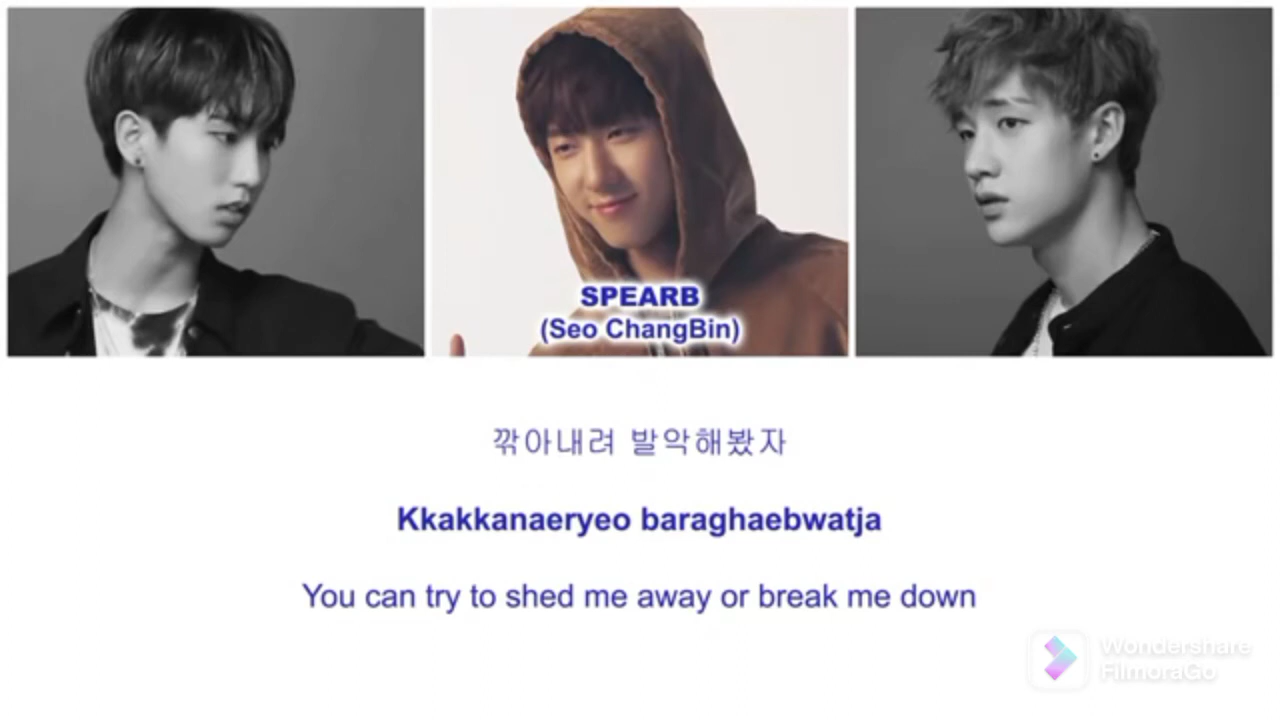 SPEARB
(Seo ChangBin)
깎아내려 발악해봤자
Kkakkanaeryeo baraghaebwatja
You can try to shed me away or break me down
Wondershare
FilmoraGo